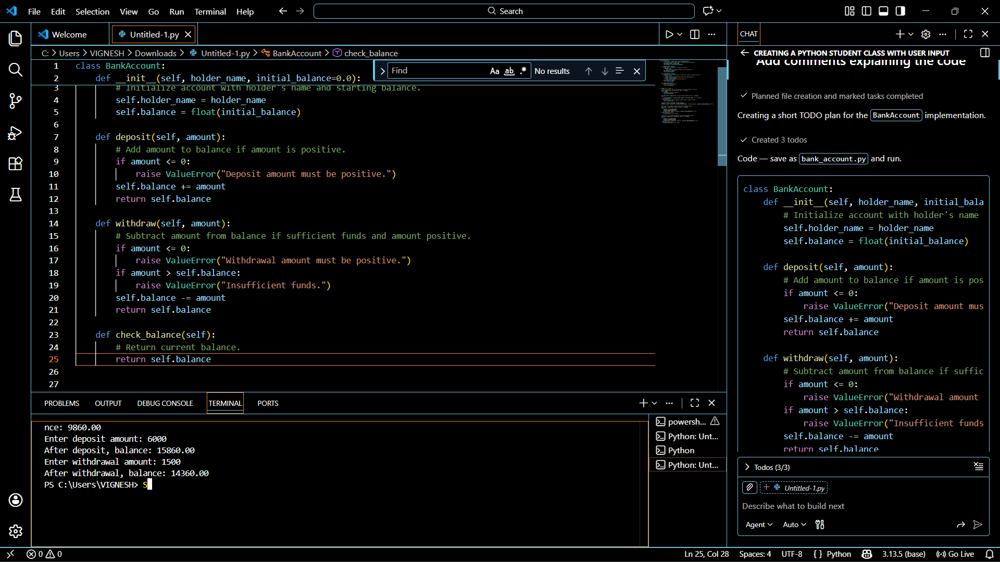 File Edit Selection View Go Run Terminal Help
Search
Welcome
Untitled-1.py
C: > Users > VIGNESH > Downloads > Untitled-1.py > BankAccount > check_balance
Find
Aa ab .*
No results
1 class BankAccount:
2     def __init__(self, holder_name, initial_balance=0.0):
3         # Initialize account with holder's name and starting balance.
4         self.holder_name = holder_name
5         self.balance = float(initial_balance)
6
7     def deposit(self, amount):
8         # Add amount to balance if amount is positive.
9         if amount <= 0:
10             raise ValueError("Deposit amount must be positive.")
11         self.balance += amount
12         return self.balance
13
14     def withdraw(self, amount):
15         # Subtract amount from balance if sufficient funds and amount positive.
16         if amount <= 0:
17             raise ValueError("Withdrawal amount must be positive.")
18         if amount > self.balance:
19             raise ValueError("Insufficient funds.")
20         self.balance -= amount
21         return self.balance
22
23     def check_balance(self):
24         # Return current balance.
25         return self.balance
26
27
PROBLEMS OUTPUT DEBUG CONSOLE TERMINAL PORTS
nce: 9860.00
Enter deposit amount: 6000
After deposit, balance: 15860.00
Enter withdrawal amount: 1500
After withdrawal, balance: 14360.00
PS C:\Users\VIGNESH> S
powersh...
Python: Unt...
Python
Python: Unt...
CHAT
CREATING A PYTHON STUDENT CLASS WITH USER INPUT
Add comments explaining the code
Planned file creation and marked tasks completed
Creating a short TODO plan for the BankAccount implementation.
Created 3 todos
Code — save as bank_account.py and run.
class BankAccount:
    def __init__(self, holder_name, initial_bala
        # Initialize account with holder's name
        self.holder_name = holder_name
        self.balance = float(initial_balance)
    def deposit(self, amount):
        # Add amount to balance if amount is pos
        if amount <= 0:
            raise ValueError("Deposit amount mus
        self.balance += amount
        return self.balance
    def withdraw(self, amount):
        # Subtract amount from balance if suffic
        if amount <= 0:
            raise ValueError("Withdrawal amount
        if amount > self.balance:
            raise ValueError("Insufficient funds
        self.balance -= amount
        return self.balance
Todos (3/3)
Untitled-1.py
Describe what to build next
Agent Auto
0 0
Ln 25, Col 28 Spaces: 4 UTF-8 {} Python 3.13.5 (base) Go Live